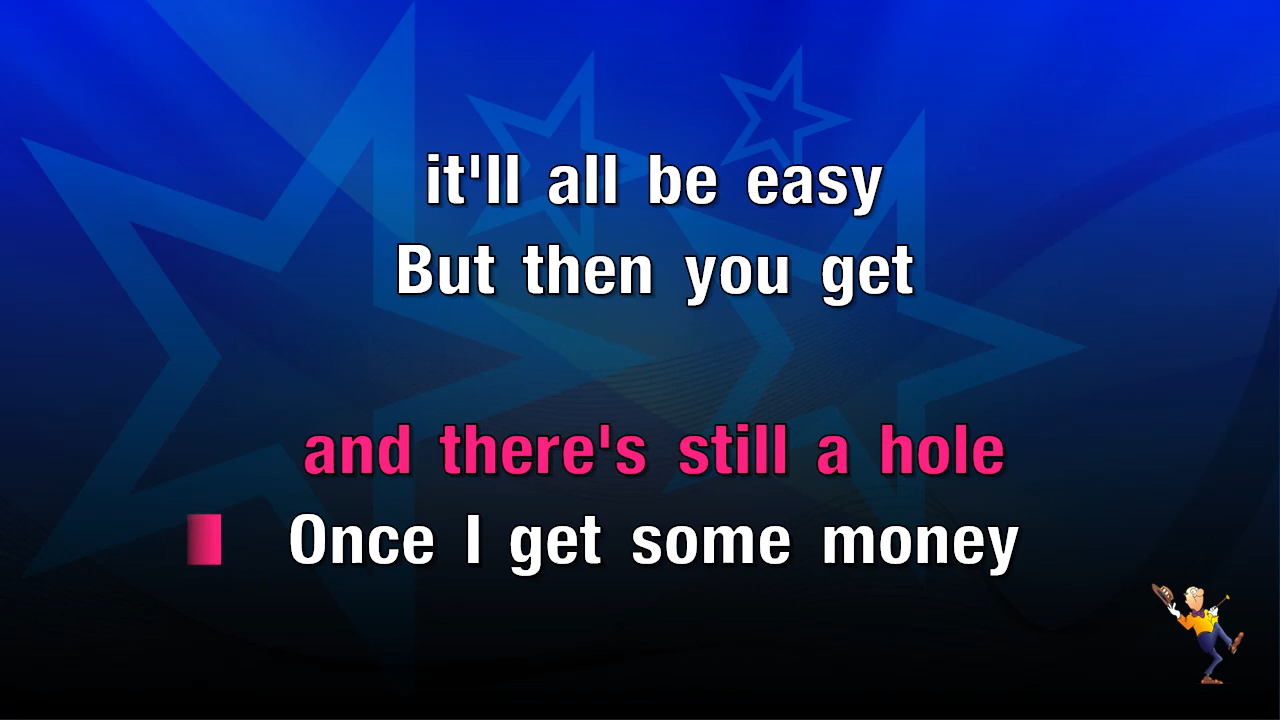 it'll all be easy
But then you get
and there's still a hole
Once I get some money